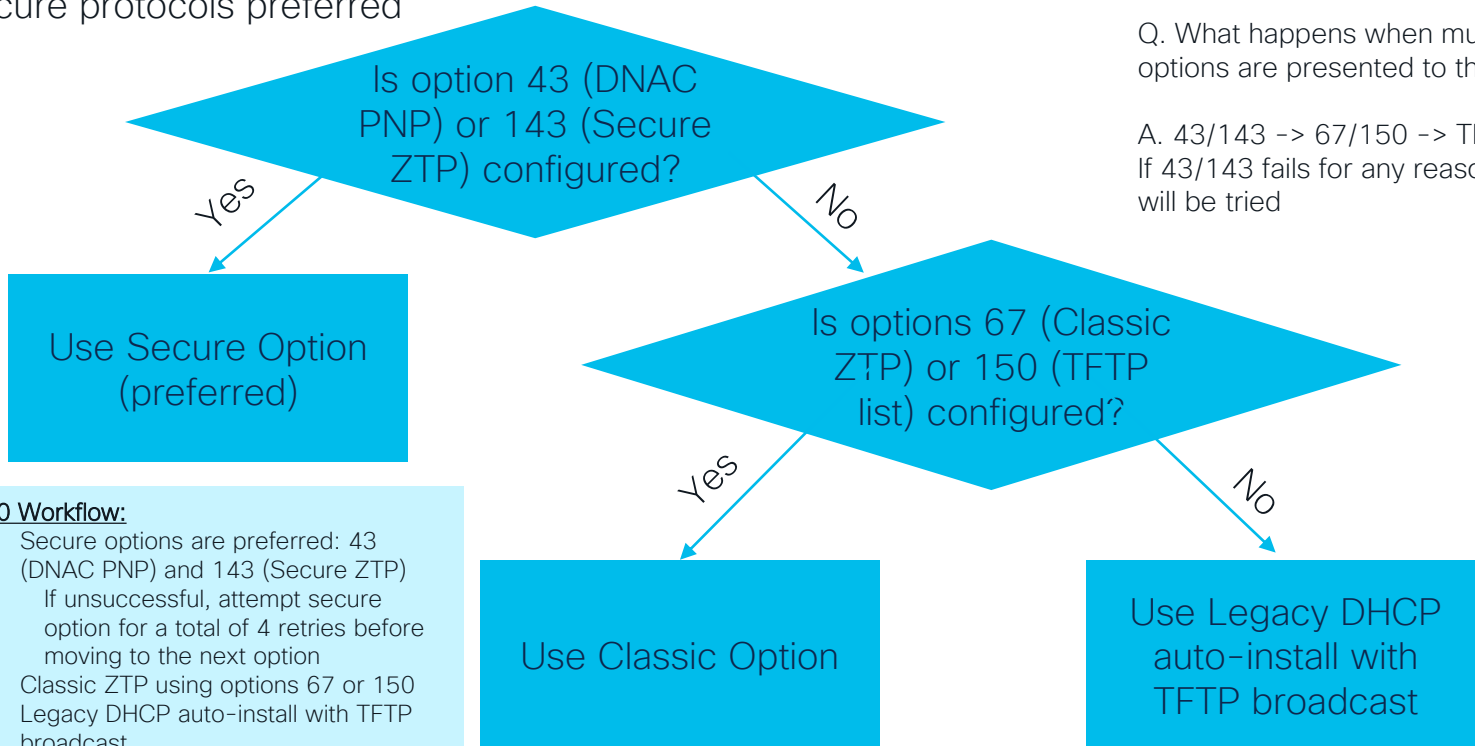 cure protocols preferred
Q. What happens when mu
options are presented to th
A. 43/143 -> 67/150 ->
If 43/143 fails for any reaso
will be tried
Is option 43 (DNAC
PNP) or 143 (Secure
ZTP) configured?
Yes
No
Use Secure Option
(preferred)
Is options 67 (Classic
ZTP) or 150 (TFTP
list) configured?
Yes
No
0 Workflow:
Secure options are preferred: 43
(DNAC PNP) and 143 (Secure ZTP)
If unsuccessful, attempt secure
option for a total of 4 retries before
moving to the next option
Classic ZTP using options 67 or 150
Legacy DHCP auto-install with TFTP
broadcast
Use Classic Option
Use Legacy DHCP
auto-install with
TFTP broadcast